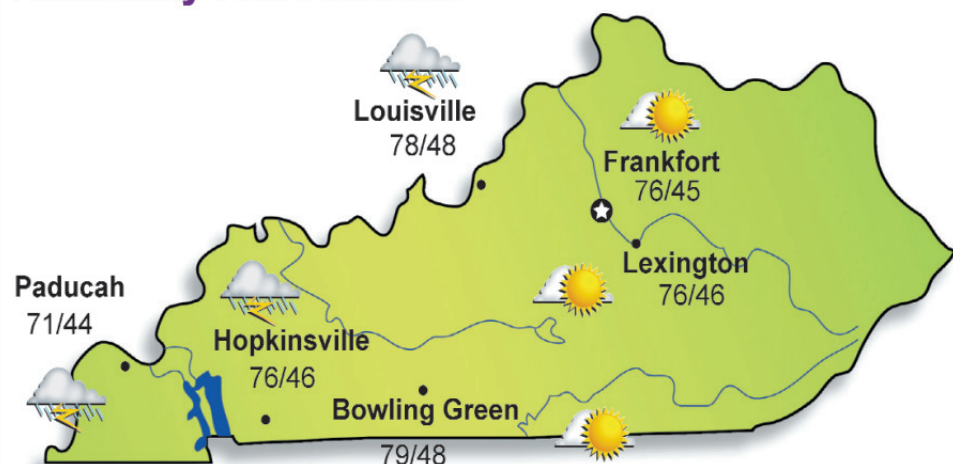 Louisville
78/48
Frankfort
76/45
Lexington
76/46
Paducah
71/44
Hopkinsville
76/46
Bowling Green
79/48